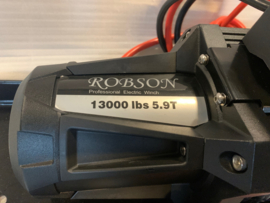 ROBSON
Professional Electric Winch
13000 lbs 5.9T